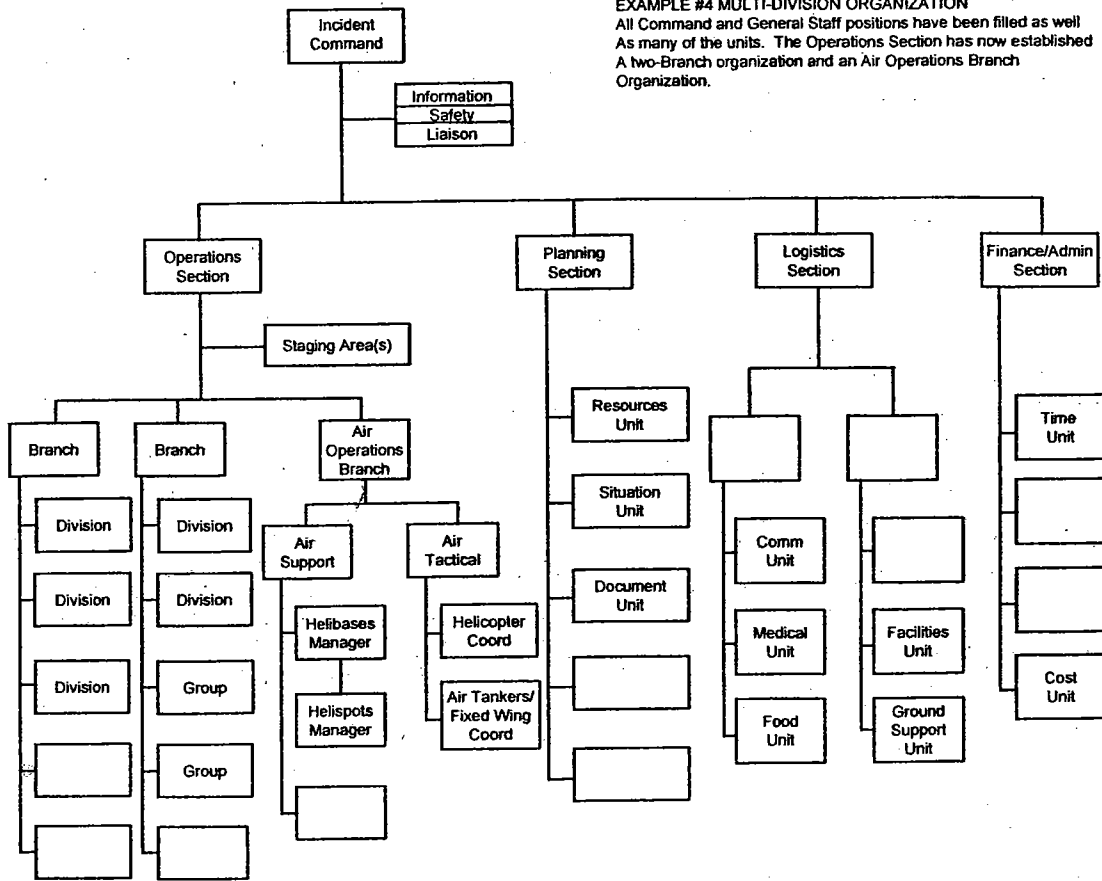 EXAMPLE #4 MULTI-DIVISION ORGANIZATION
All Command and General Staff positions have been filled as well
As many of the units. The Operations Section has now established
A two-Branch organization and an Air Operations Branch
Organization.
Incident
Command
Information
Safety
Liaison
Operations
Section
Planning
Section
Logistics
Section
Finance/Admin
Section
Staging Area(s)
Branch
Branch
Air
Operations
Branch
Division
Division
Division
Division
Division
Group
Group
Air
Support
Air
Tactical
Helibases
Manager
Helispots
Manager
Helicopter
Coord
Air Tankers/
Fixed Wing
Coord
Resources
Unit
Situation
Unit
Document
Unit
Comm
Unit
Medical
Unit
Food
Unit
Facilities
Unit
Ground
Support
Unit
Time
Unit
Cost
Unit